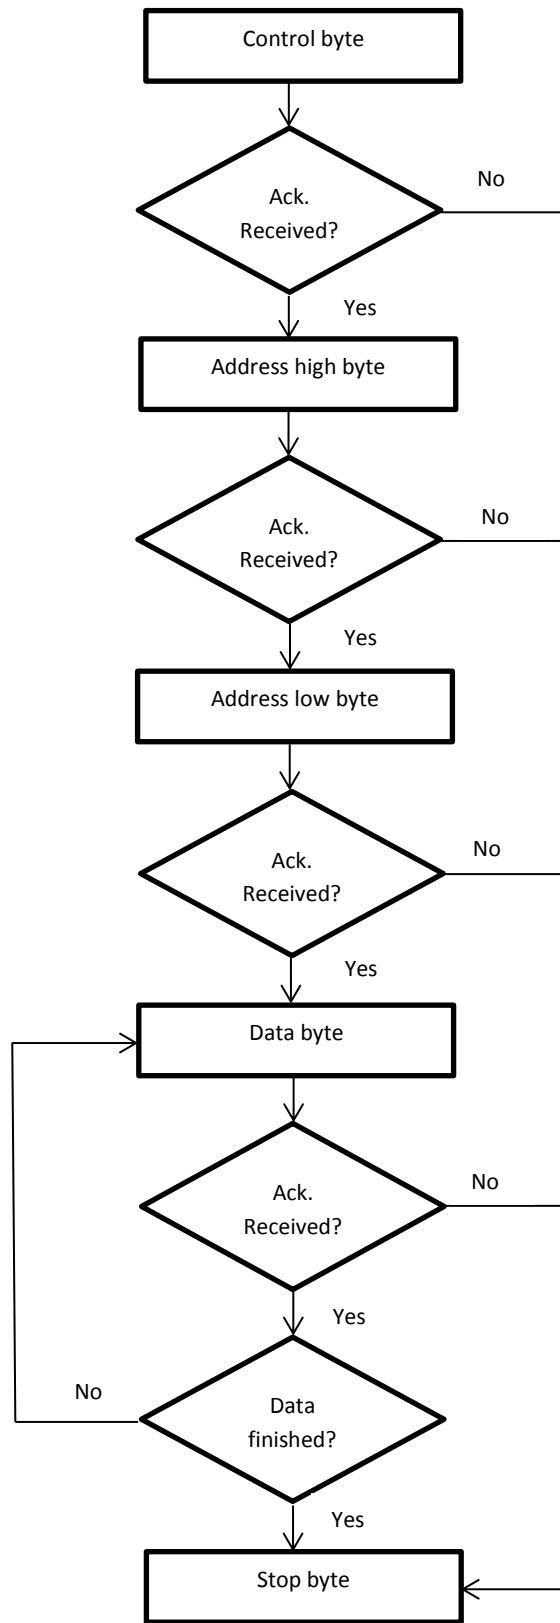 Control byte
Ack.
Received?
No
Yes
Address high byte
Ack.
Received?
No
Yes
Address low byte
Ack.
Received?
No
Yes
Data byte
Ack.
Received?
No
Yes
No
Data
finished?
Yes
Stop byte